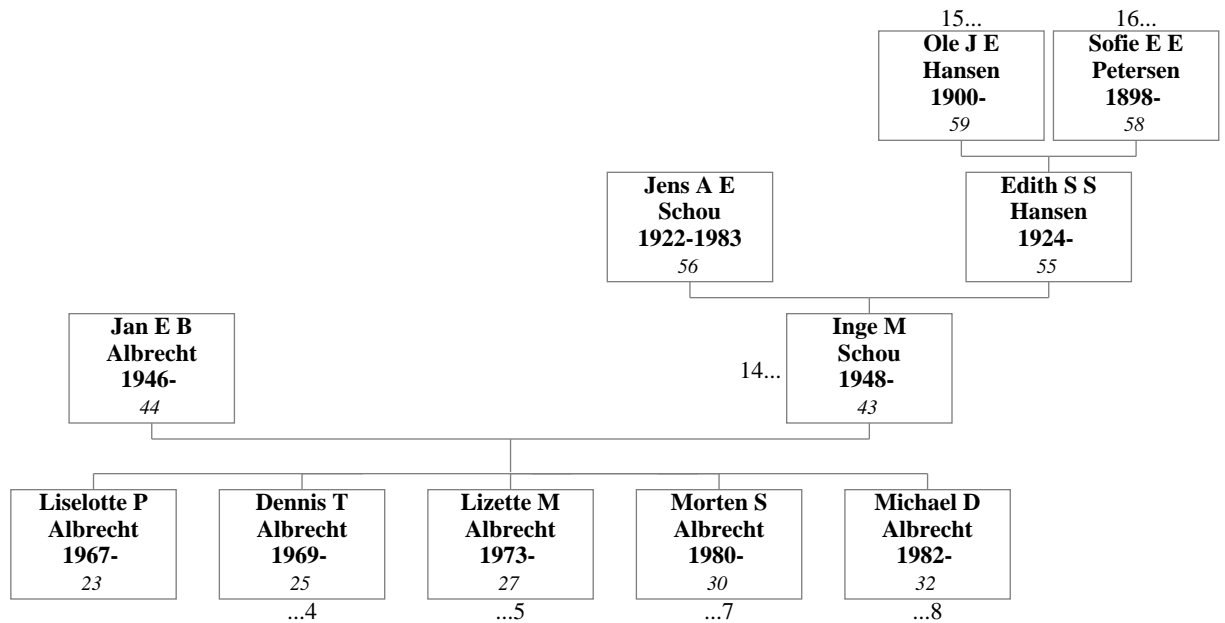 15...
16...
Ole J E
Hansen
1900-
59
Sofie E E
Petersen
1898-
58
Jens A E
Schou
1922-1983
56
Edith S S
Hansen
1924-
55
Jan E B
Albrecht
1946-
44
14...
Inge M
Schou
1948-
43
Liselotte P
Albrecht
1967-
23
Dennis T
Albrecht
1969-
25
...4
Lizette M
Albrecht
1973-
27
...5
Morten S
Albrecht
1980-
30
...7
Michael D
Albrecht
1982-
32
...8